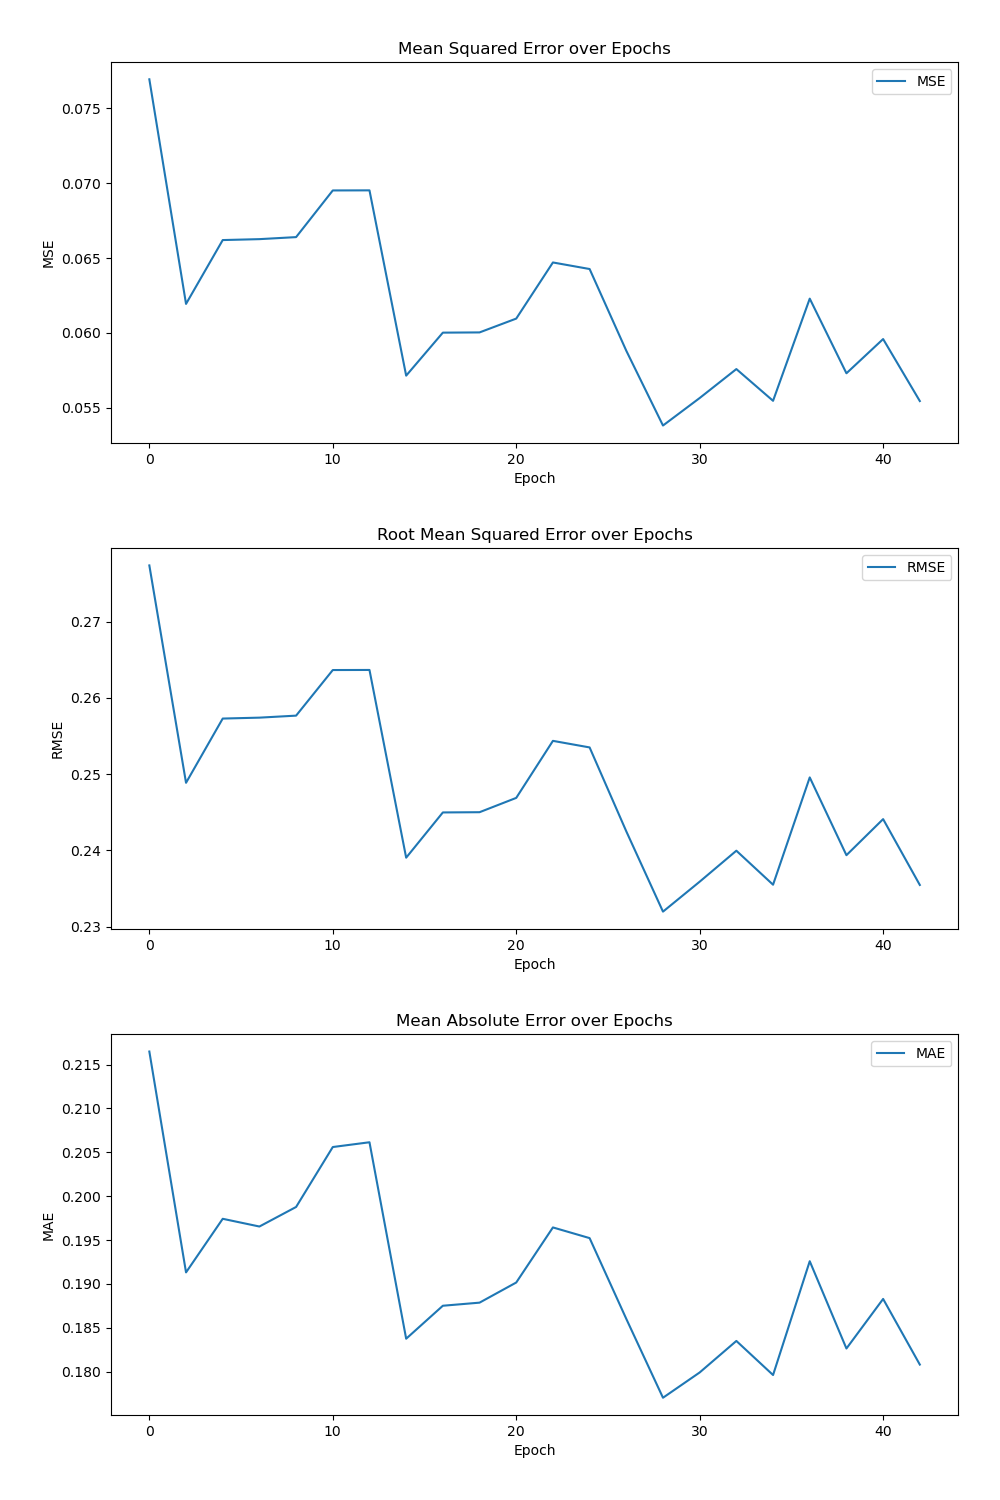 Mean Squared Error over Epochs
MSE
0.075
0.070
0.065
0.060
0.055
MSE
0 10 20 30 40
Epoch
Root Mean Squared Error over Epochs
RMSE
0.27
0.26
0.25
0.24
0.23
RMSE
0 10 20 30 40
Epoch
Mean Absolute Error over Epochs
MAE
0.215
0.210
0.205
0.200
0.195
0.190
0.185
0.180
MAE
0 10 20 30 40
Epoch